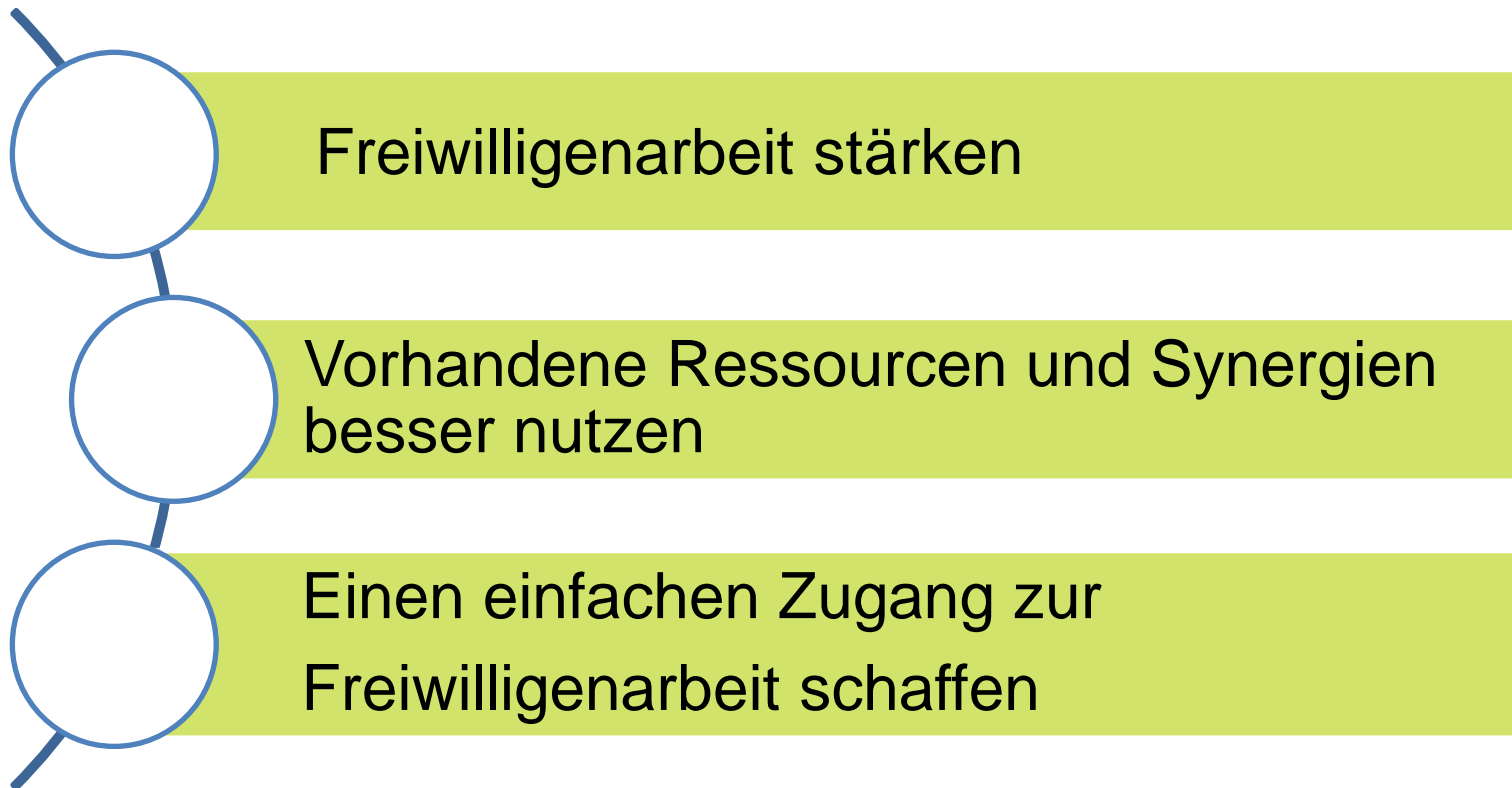 Freiwilligenarbeit stärken
Vorhandene Ressourcen und Synergien
besser nutzen
Einen einfachen Zugang zur
Freiwilligenarbeit schaffen